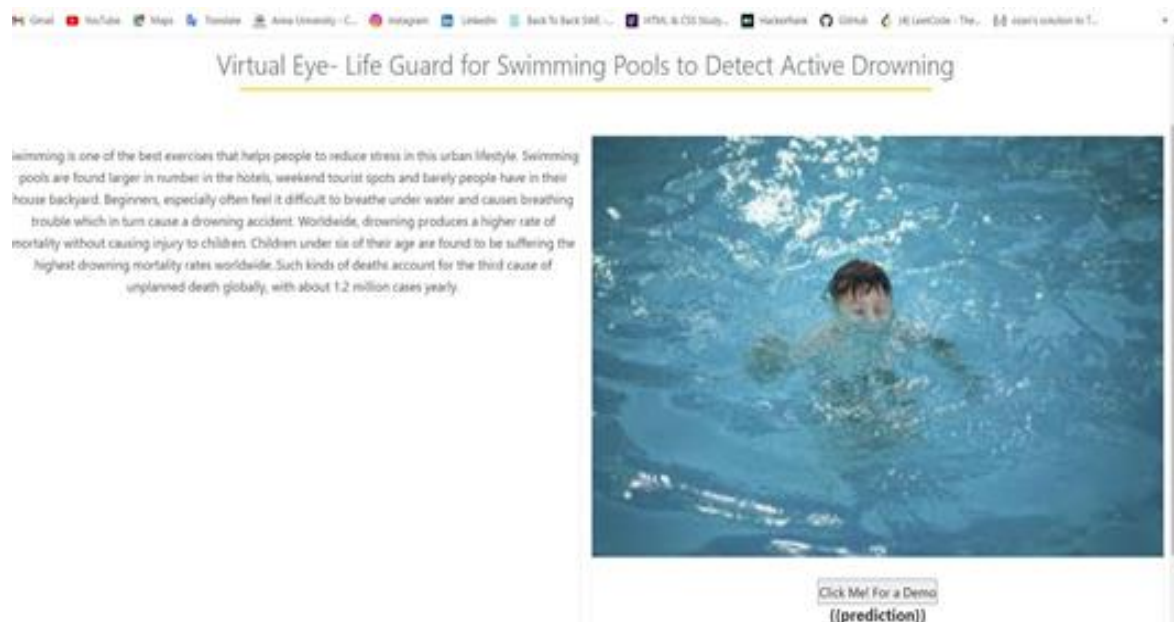 Gmail YouTube Maps Translate Anna University - C... Instagram LinkedIn Back To Back SWE -... HTML & CSS Study... HackerRank GitHub (4) LeetCode - The... solution to T...
Virtual Eye- Life Guard for Swimming Pools to Detect Active Drowning
wimming is one of the best exercises that helps people to reduce stress in this urban lifestyle. Swimming
pools are found larger in number in the hotels, weekend tourist spots and barely people have in their
house backyard. Beginners, especially often feel it difficult to breathe under water and causes breathing
trouble which in turn cause a drowning accident. Worldwide, drowning produces a higher rate of
mortality without causing injury to children. Children under six of their age are found to be suffering the
highest drowning mortality rates worldwide. Such kinds of deaths account for the third cause of
unplanned death globally, with about 1.2 million cases yearly.
Click Me! For a Demo
{{prediction}}